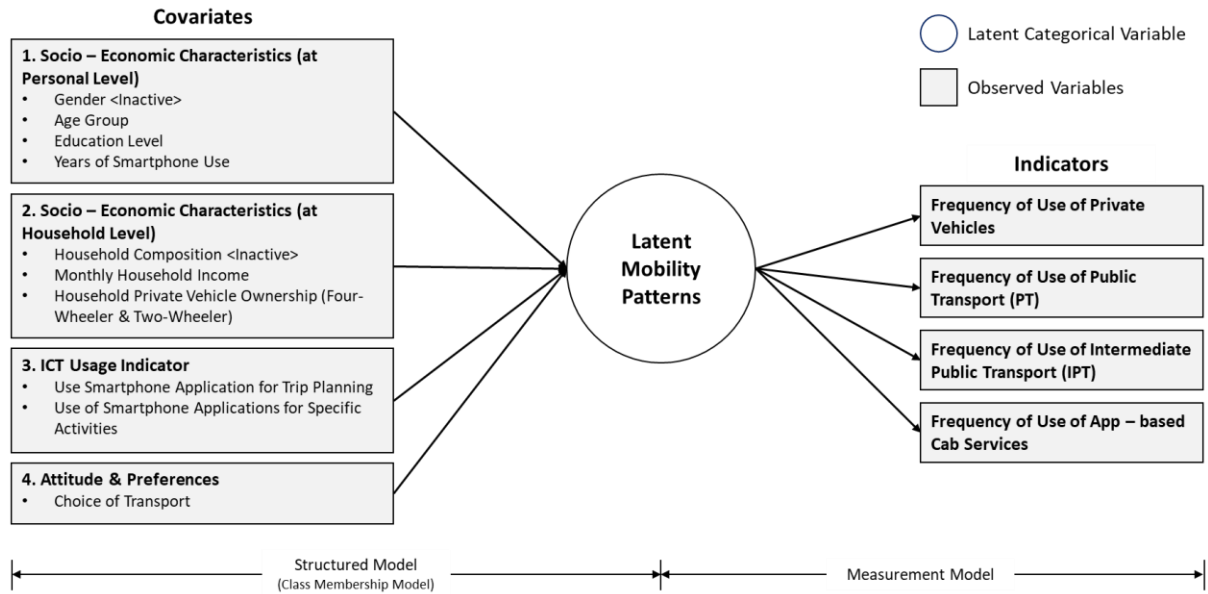 Covariates
1. Socio – Economic Characteristics (at
Personal Level)
• Gender <Inactive>
• Age Group
• Education Level
• Years of Smartphone Use
2. Socio – Economic Characteristics (at
Household Level)
• Household Composition <Inactive>
• Monthly Household Income
• Household Private Vehicle Ownership (Four-
Wheeler & Two-Wheeler)
3. ICT Usage Indicator
• Use Smartphone Application for Trip Planning
• Use of Smartphone Applications for Specific
Activities
4. Attitude & Preferences
• Choice of Transport
Latent
Mobility
Patterns
Latent Categorical Variable
Observed Variables
Indicators
Frequency of Use of Private
Vehicles
Frequency of Use of Public
Transport (PT)
Frequency of Use of Intermediate
Public Transport (IPT)
Frequency of Use of App – based
Cab Services
Structured Model
(Class Membership Model)
Measurement Model